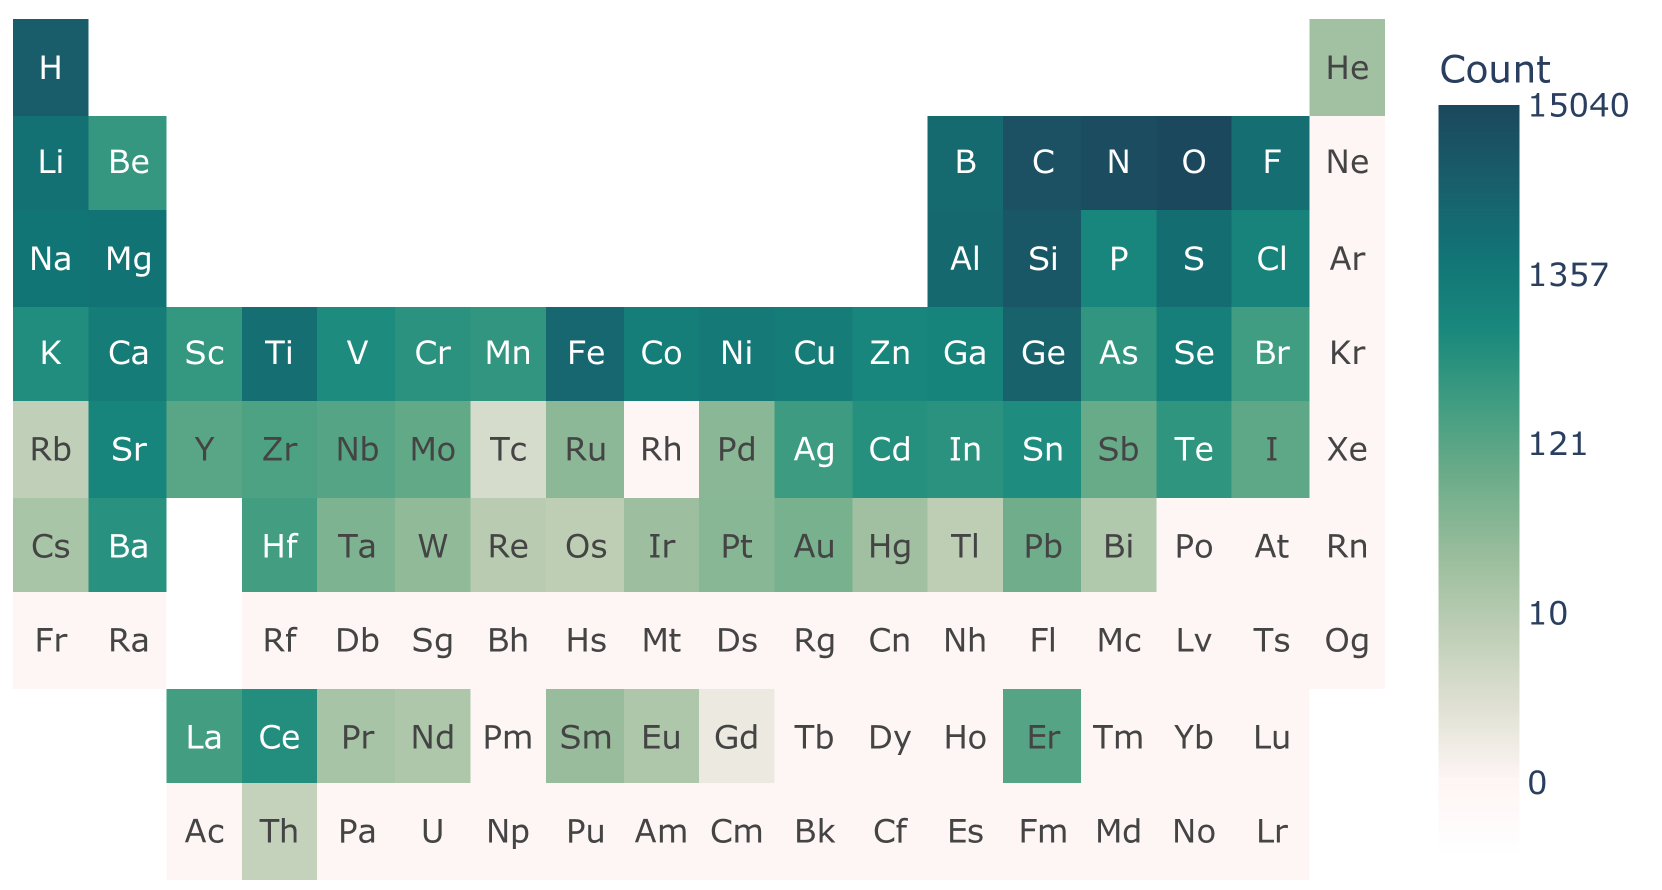 H He
Li Be B C N O F Ne
Na Mg Al Si P S Cl Ar
K Ca Sc Ti V Cr Mn Fe Co Ni Cu Zn Ga Ge As Se Br Kr
Rb Sr Y Zr Nb Mo Tc Ru Rh Pd Ag Cd In Sn Sb Te I Xe
Cs Ba Hf Ta W Re Os Ir Pt Au Hg Tl Pb Bi Po At Rn
Fr Ra Rf Db Sg Bh Hs Mt Ds Rg Cn Nh Fl Mc Lv Ts Og
La Ce Pr Nd Pm Sm Eu Gd Tb Dy Ho Er Tm Yb Lu
Ac Th Pa U Np Pu Am Cm Bk Cf Es Fm Md No Lr
Count
15040
1357
121
10
0